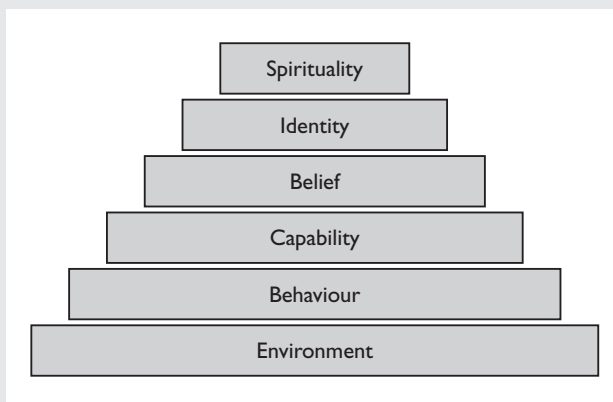 Spirituality
Identity
Belief
Capability
Behaviour
Environment